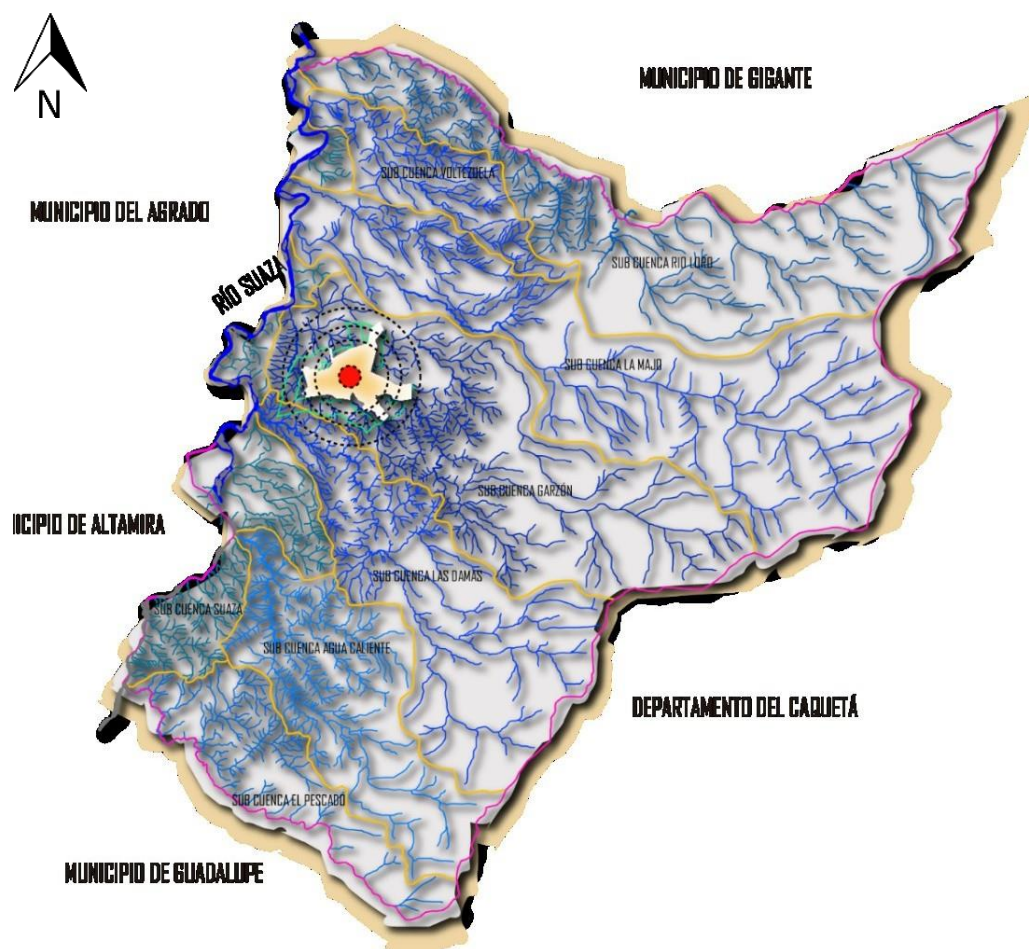 N
MUNICIPIO DE GIGANTE
MUNICIPIO DEL AGRADO
SUB CUENCA VOLTEZUELA
RÍO SUAZA
SUB CUENCA RIO LORO
SUB CUENCA LA MAJO
SUB CUENCA GARZÓN
ICIPIO DE ALTAMIRA
SUB CUENCA LAS DAMAS
SUB CUENCA SUAZA
SUB CUENCA AGUA CALIENTE
DEPARTAMENTO DEL CAQUETÁ
SUB CUENCA EL PESCADO
MUNICIPIO DE GUADALUPE